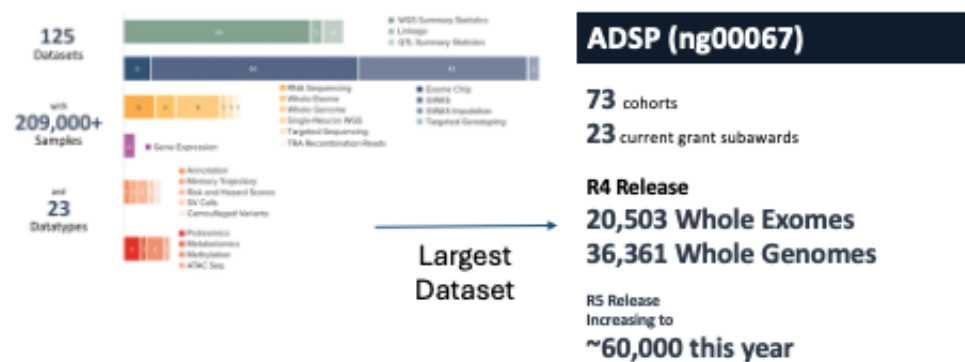 125
Datasets
with
209,000+
Samples
and
23
Datatypes
WGS Summary Statistics
Linkage
QTL Summary Statistics
RNA Sequencing
Whole Exome
Whole Genome
Single-Neuron WGS
Targeted Sequencing
TRA Recombination Reads
Exome Chip
GWAS
GWAS Imputation
Targeted Genotyping
Gene Expression
Annotation
Memory Trajectory
Risk and Hazard Scores
SV Calls
Camouflaged Variants
Proteomics
Metabolomics
Methylation
ATAC Seq
Largest
Dataset
ADSP (ng00067)
73 cohorts
23 current grant subawards
R4 Release
20,503 Whole Exomes
36,361 Whole Genomes
R5 Release
Increasing to
~60,000 this year